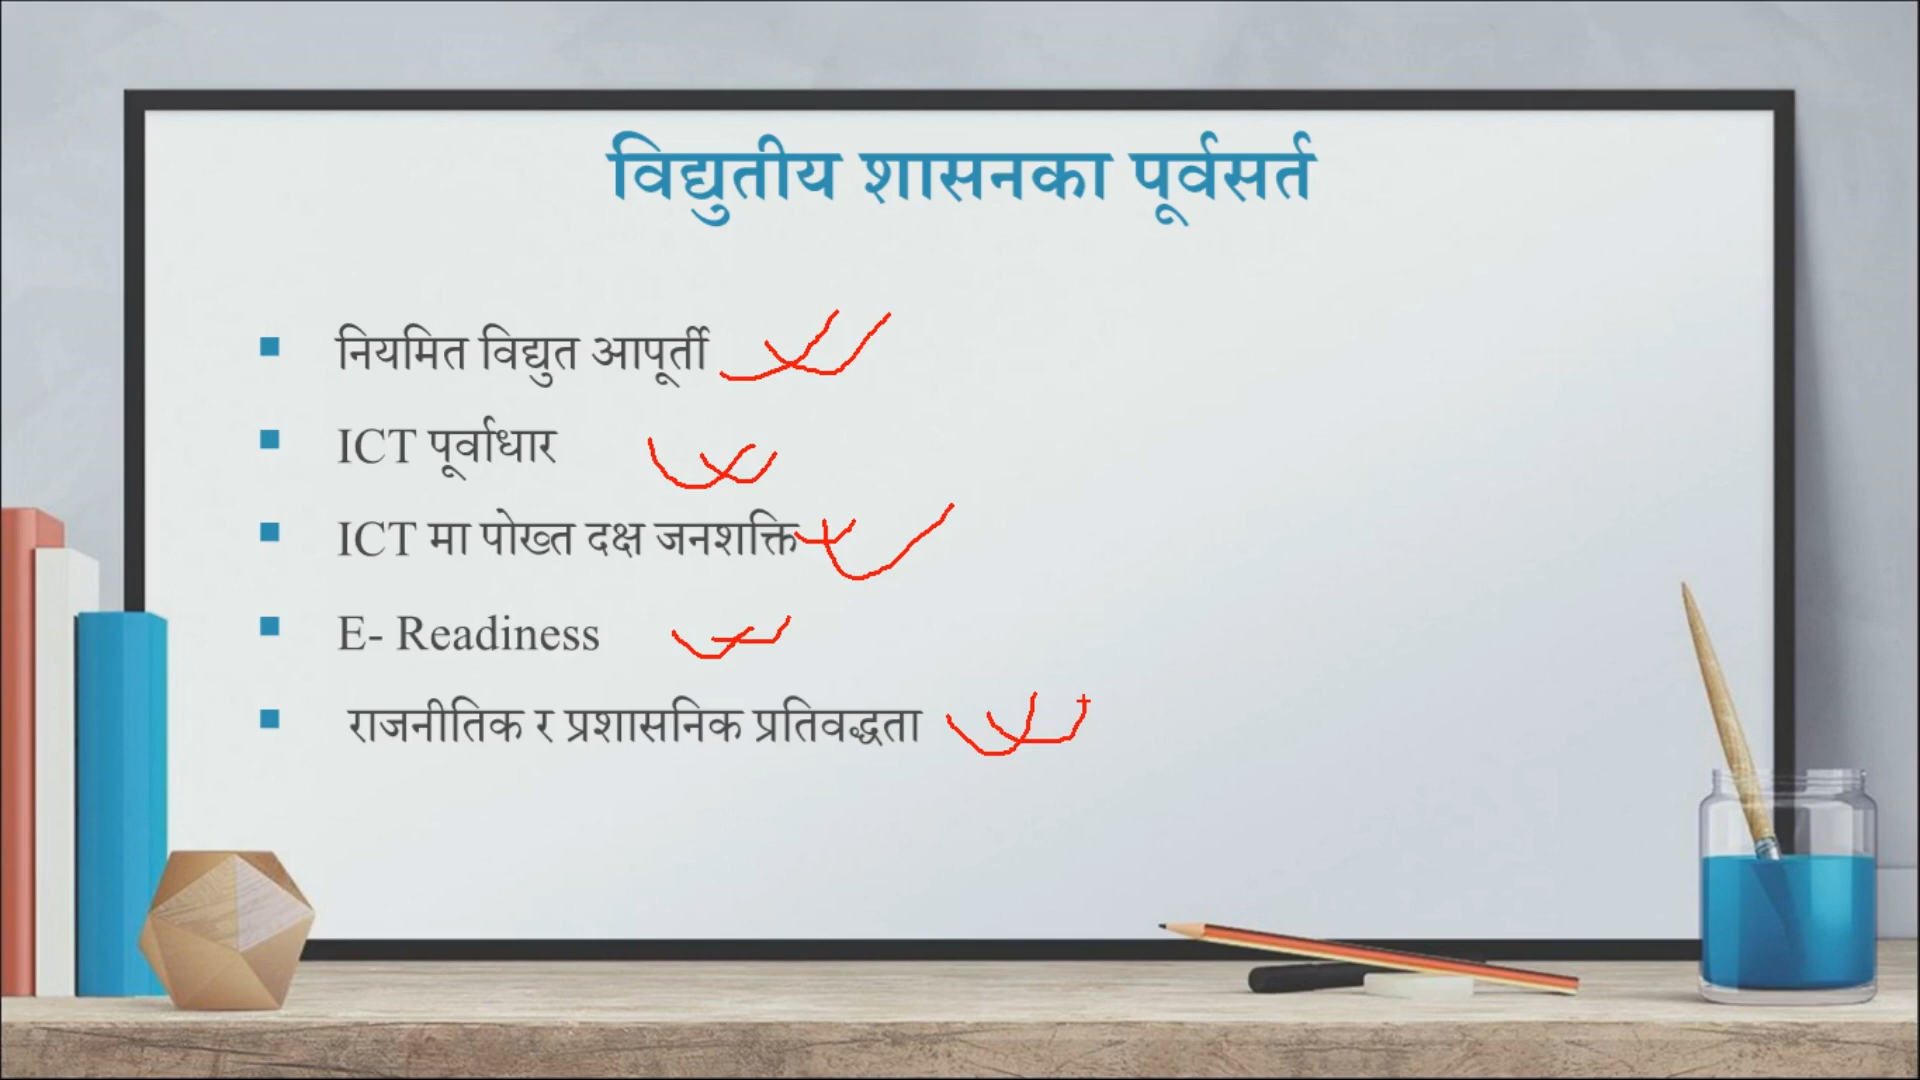 विद्युतीय शासनका पूर्वसर्त
नियमित विद्युत आपूर्ती
ICT पूर्वाधार
ICT मा पोख्त दक्ष जनशक्ति
E- Readiness
राजनीतिक र प्रशासनिक प्रतिवद्धता